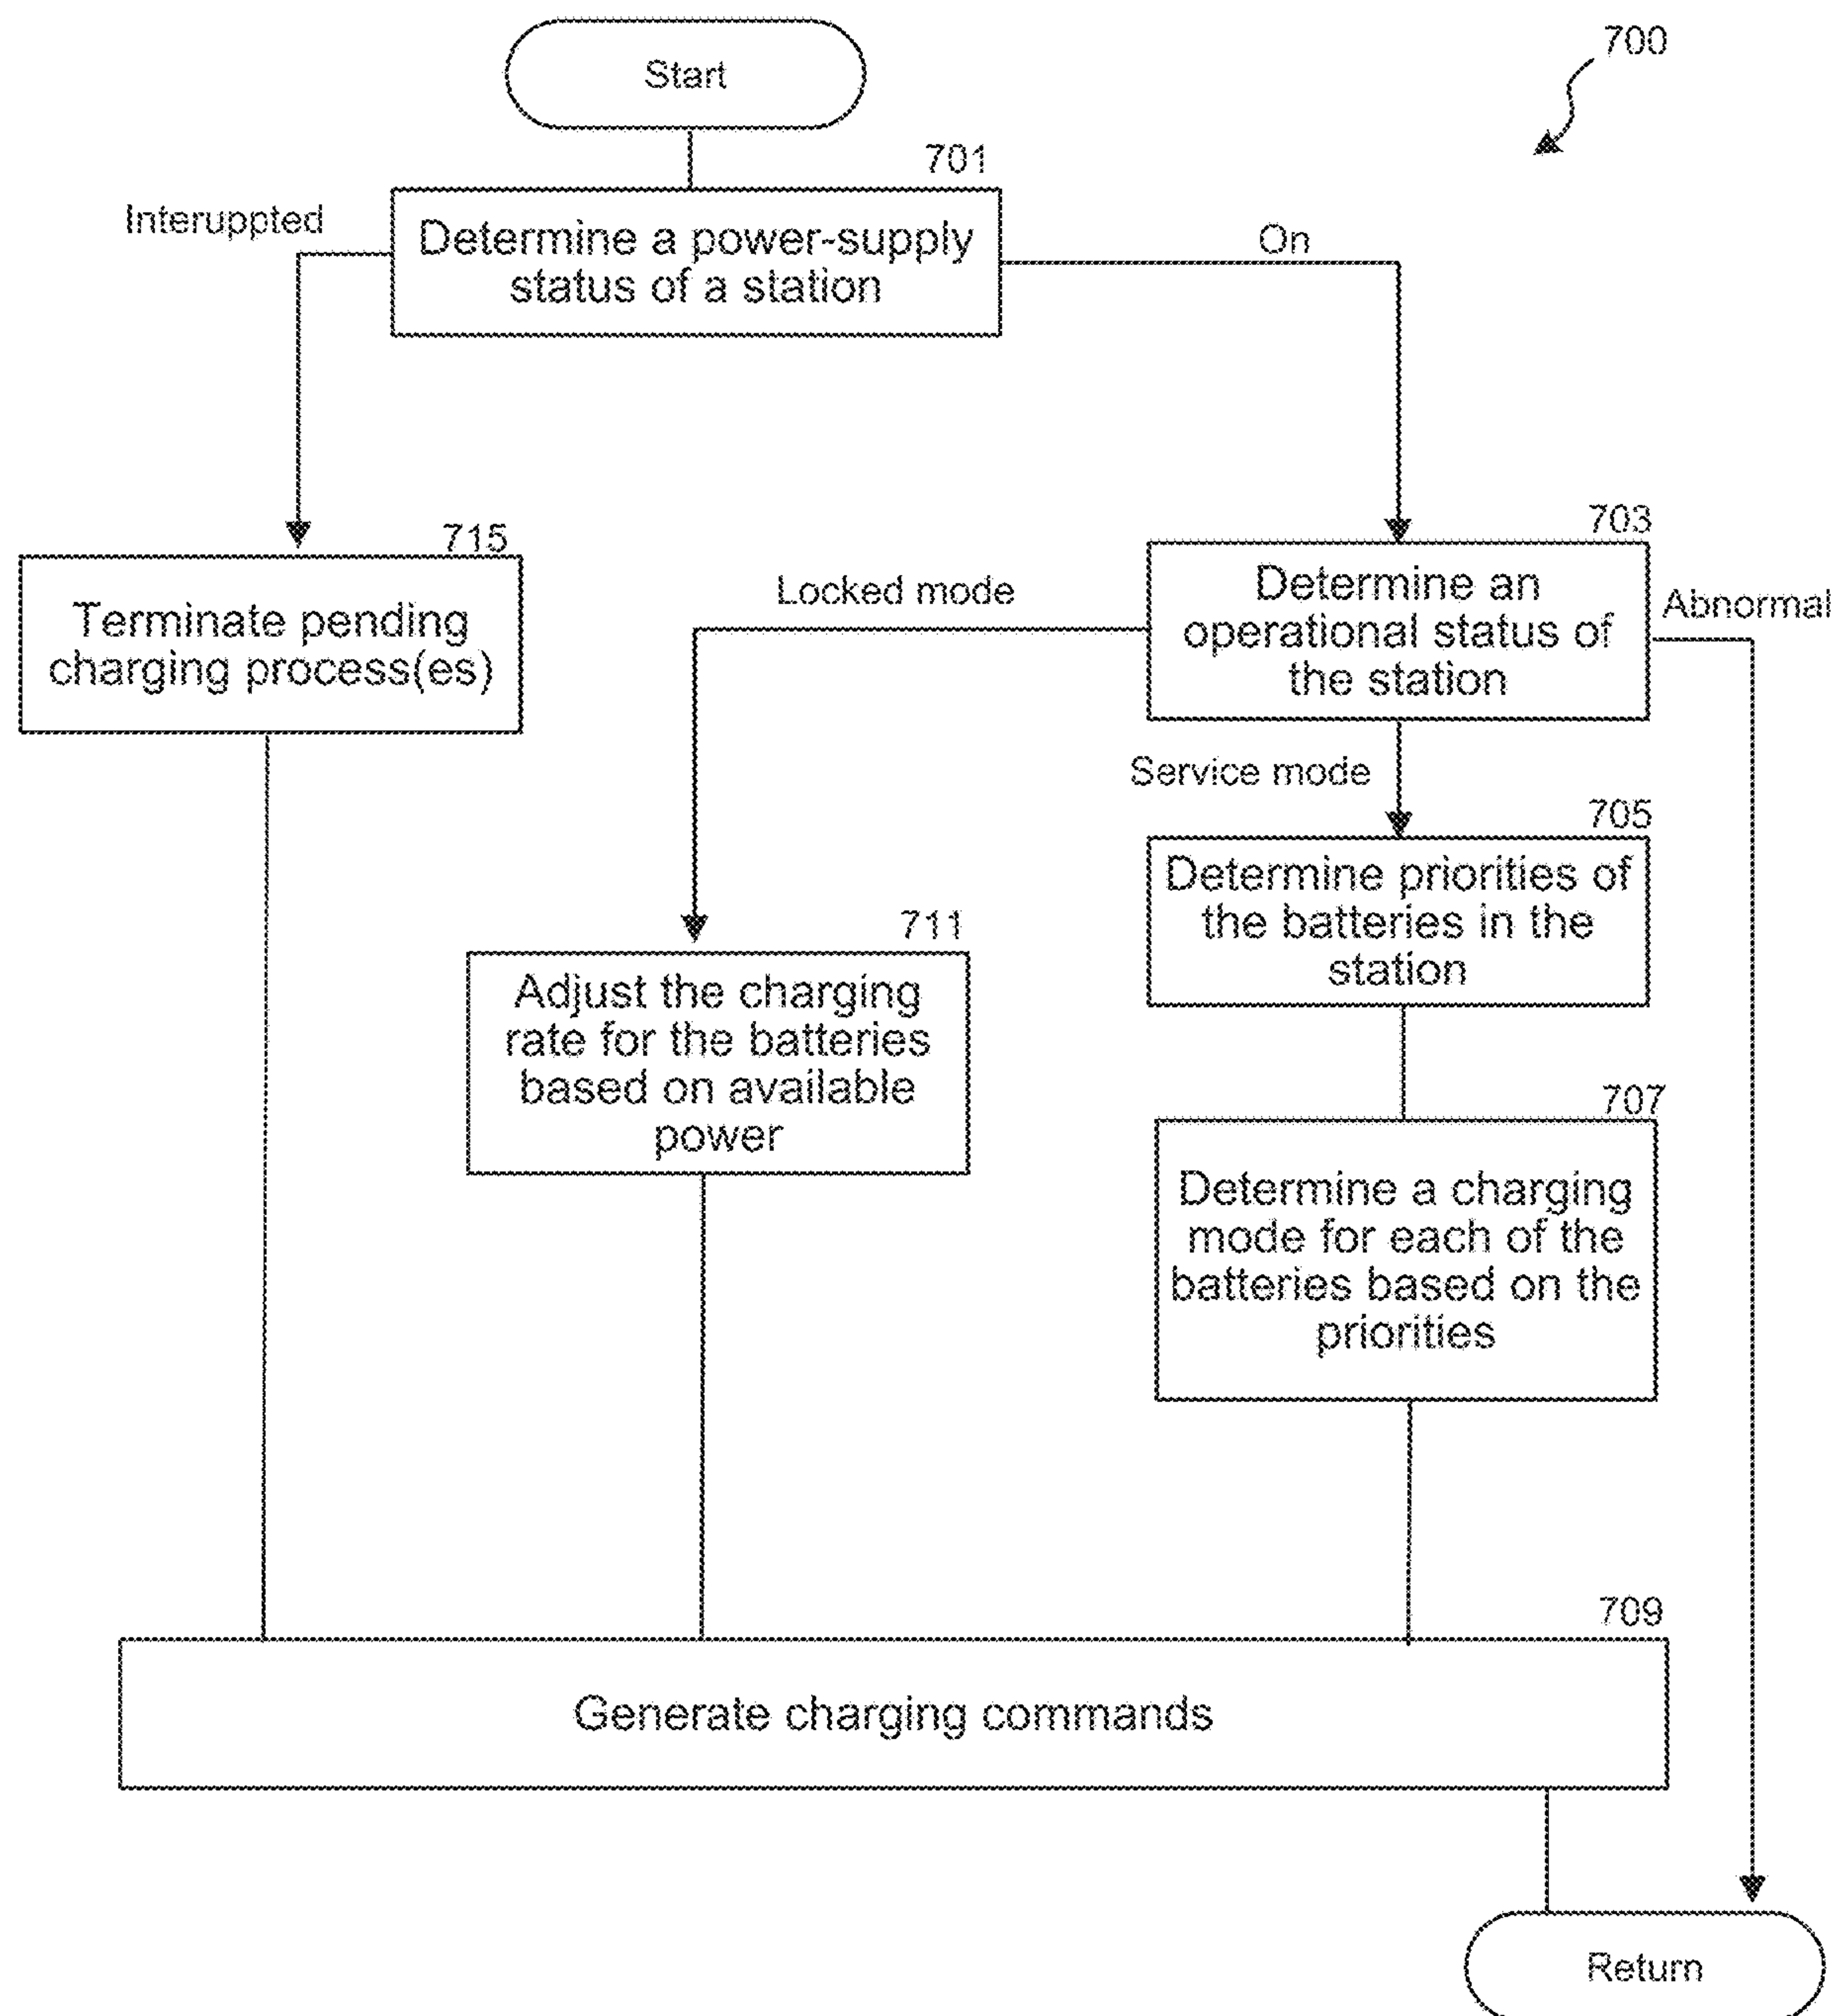 Start
700
701
Interuppted
Determine a power-supply
status of a station
On
715
Terminate pending
charging process(es)
703
Locked mode
Determine an
operational status of
the station
Abnormal
Service mode
705
Determine priorities of
the batteries in the
station
711
Adjust the charging
rate for the batteries
based on available
power
707
Determine a charging
mode for each of the
batteries based on the
priorities
709
Generate charging commands
Return